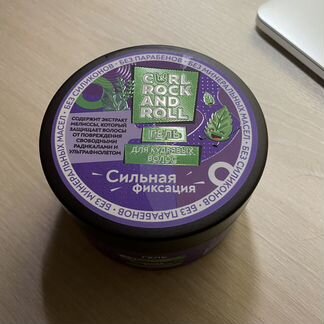 CURL
ROCK
AND
ROLL
ГЕЛЬ
ДЛЯ КУДРЯВЫХ
ВОЛОС
Сильная
фиксация
СОДЕРЖИТ ЭКСТРАКТ
МЕЛИССЫ, КОТОРЫЙ
ЗАЩИЩАЕТ ВОЛОСЫ
ОТ ПОВРЕЖДЕНИЯ
СВОБОДНЫМИ
РАДИКАЛАМИ И
УЛЬТРАФИОЛЕТОМ
БЕЗ СИЛИКОНОВ • БЕЗ ПАРАБЕНОВ • БЕЗ МИНЕРАЛЬНЫХ МАСЕЛ • БЕЗ СИЛИКОНОВ • БЕЗ ПАРАБЕНОВ • БЕЗ МИНЕРАЛЬНЫХ МАСЕЛ •
ГЕЛЬ